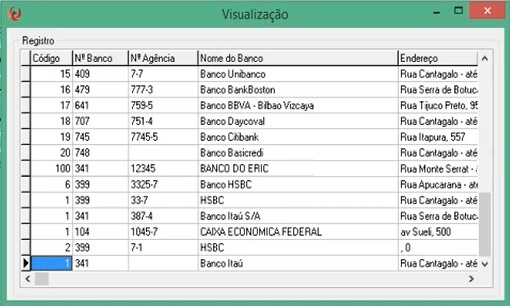 Visualização
Registro
Código Nº Banco Nº Agência Nome do Banco Endereço
15 409 7-7 Banco Unibanco Rua Cantagalo - até
16 479 777-3 Banco BankBoston Rua Serra de Botuca
17 641 759-5 Banco BBVA - Bilbao Vizcaya Rua Tijuco Preto, 95
18 707 751-4 Banco Daycoval Rua Cantagalo - até
19 745 7745-5 Banco Citibank Rua Itapura, 557
20 748 Banco Basicredi Rua Cantagalo - até
100 341 12345 BANCO DO ERIC Rua Monte Serrat -
6 399 3325-7 Banco HSBC Rua Apucarana - até
1 399 33-7 HSBC Rua Cantagalo - até
1 341 387-4 Banco Itaú S/A Rua Serra de Botuca
1 104 1045-7 CAIXA ECONOMICA FEDERAL av Sueli, 500
2 399 7-1 HSBC , 0
1 341 Banco Itaú Rua Cantagalo - até